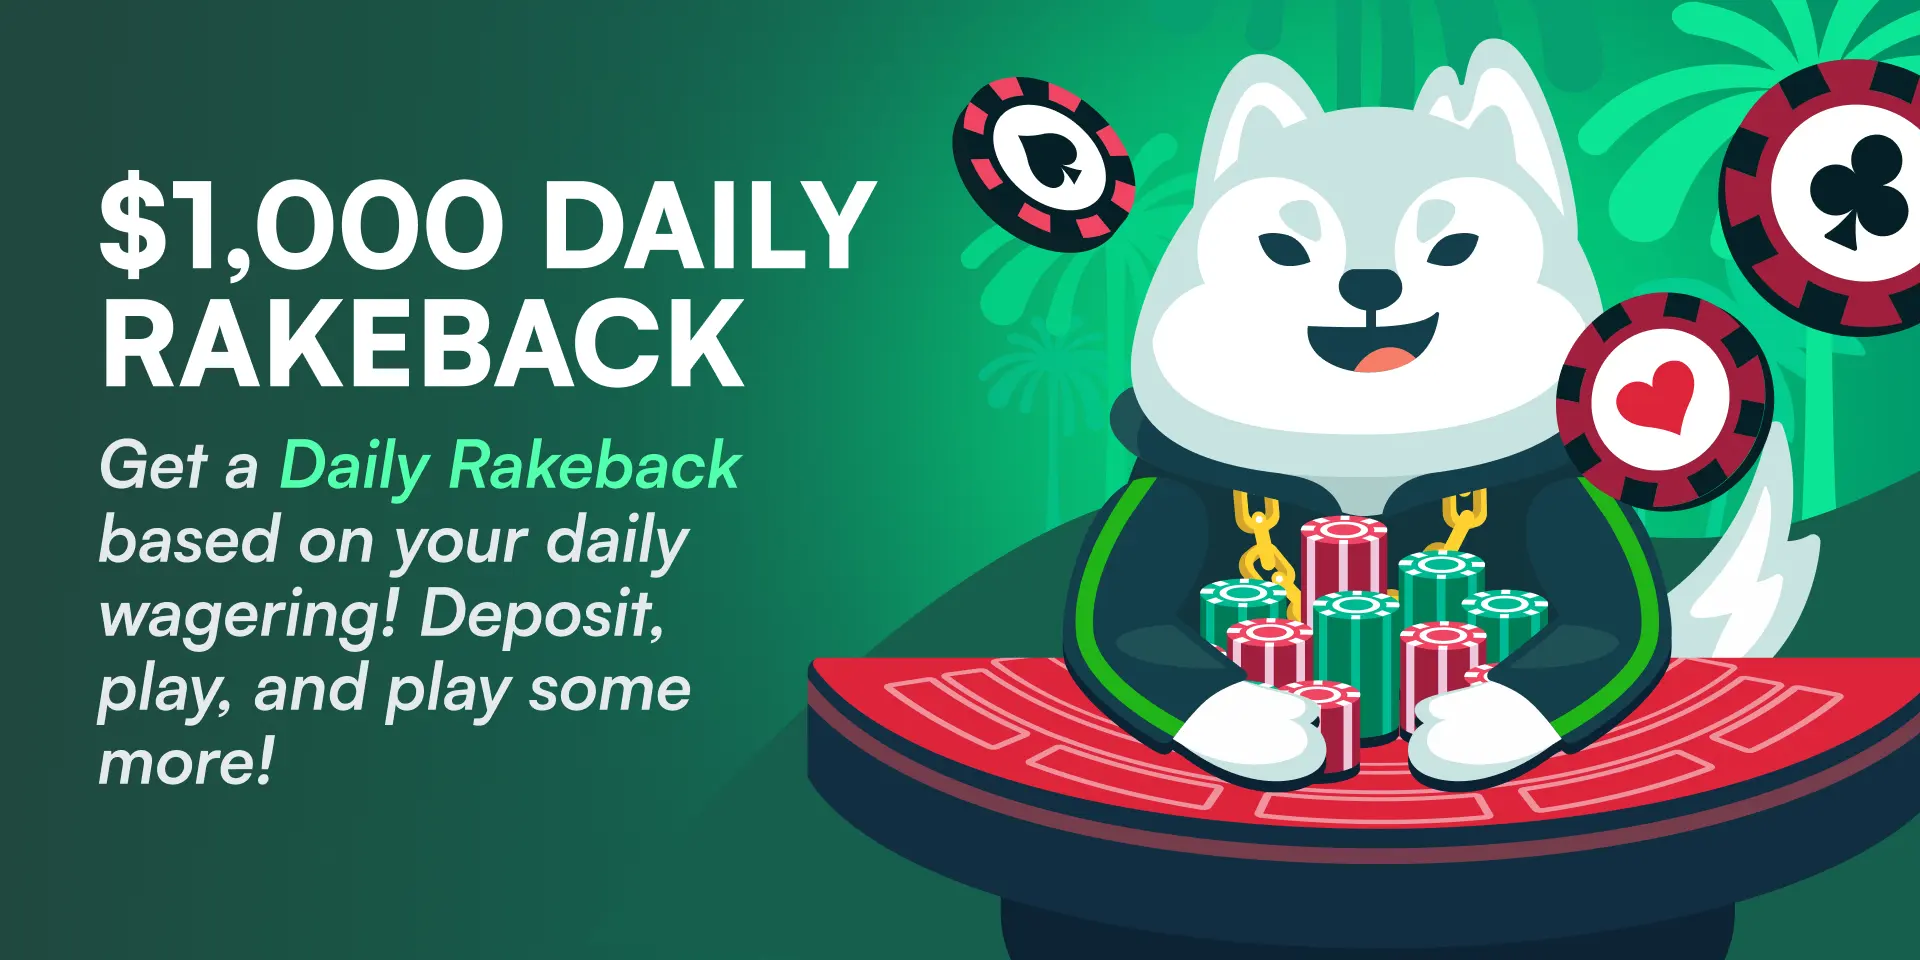 $1,000 DAILY
RAKEBACK
Get a Daily Rakeback
based on your daily
wagering! Deposit,
play, and play some
more!